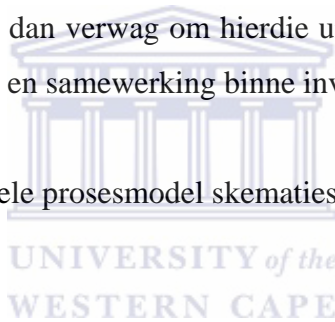 dan verwag om hierdie u
en samewerking binne inv
ele prosesmodel skematies
UNIVERSITY of the
WESTERN CAPE